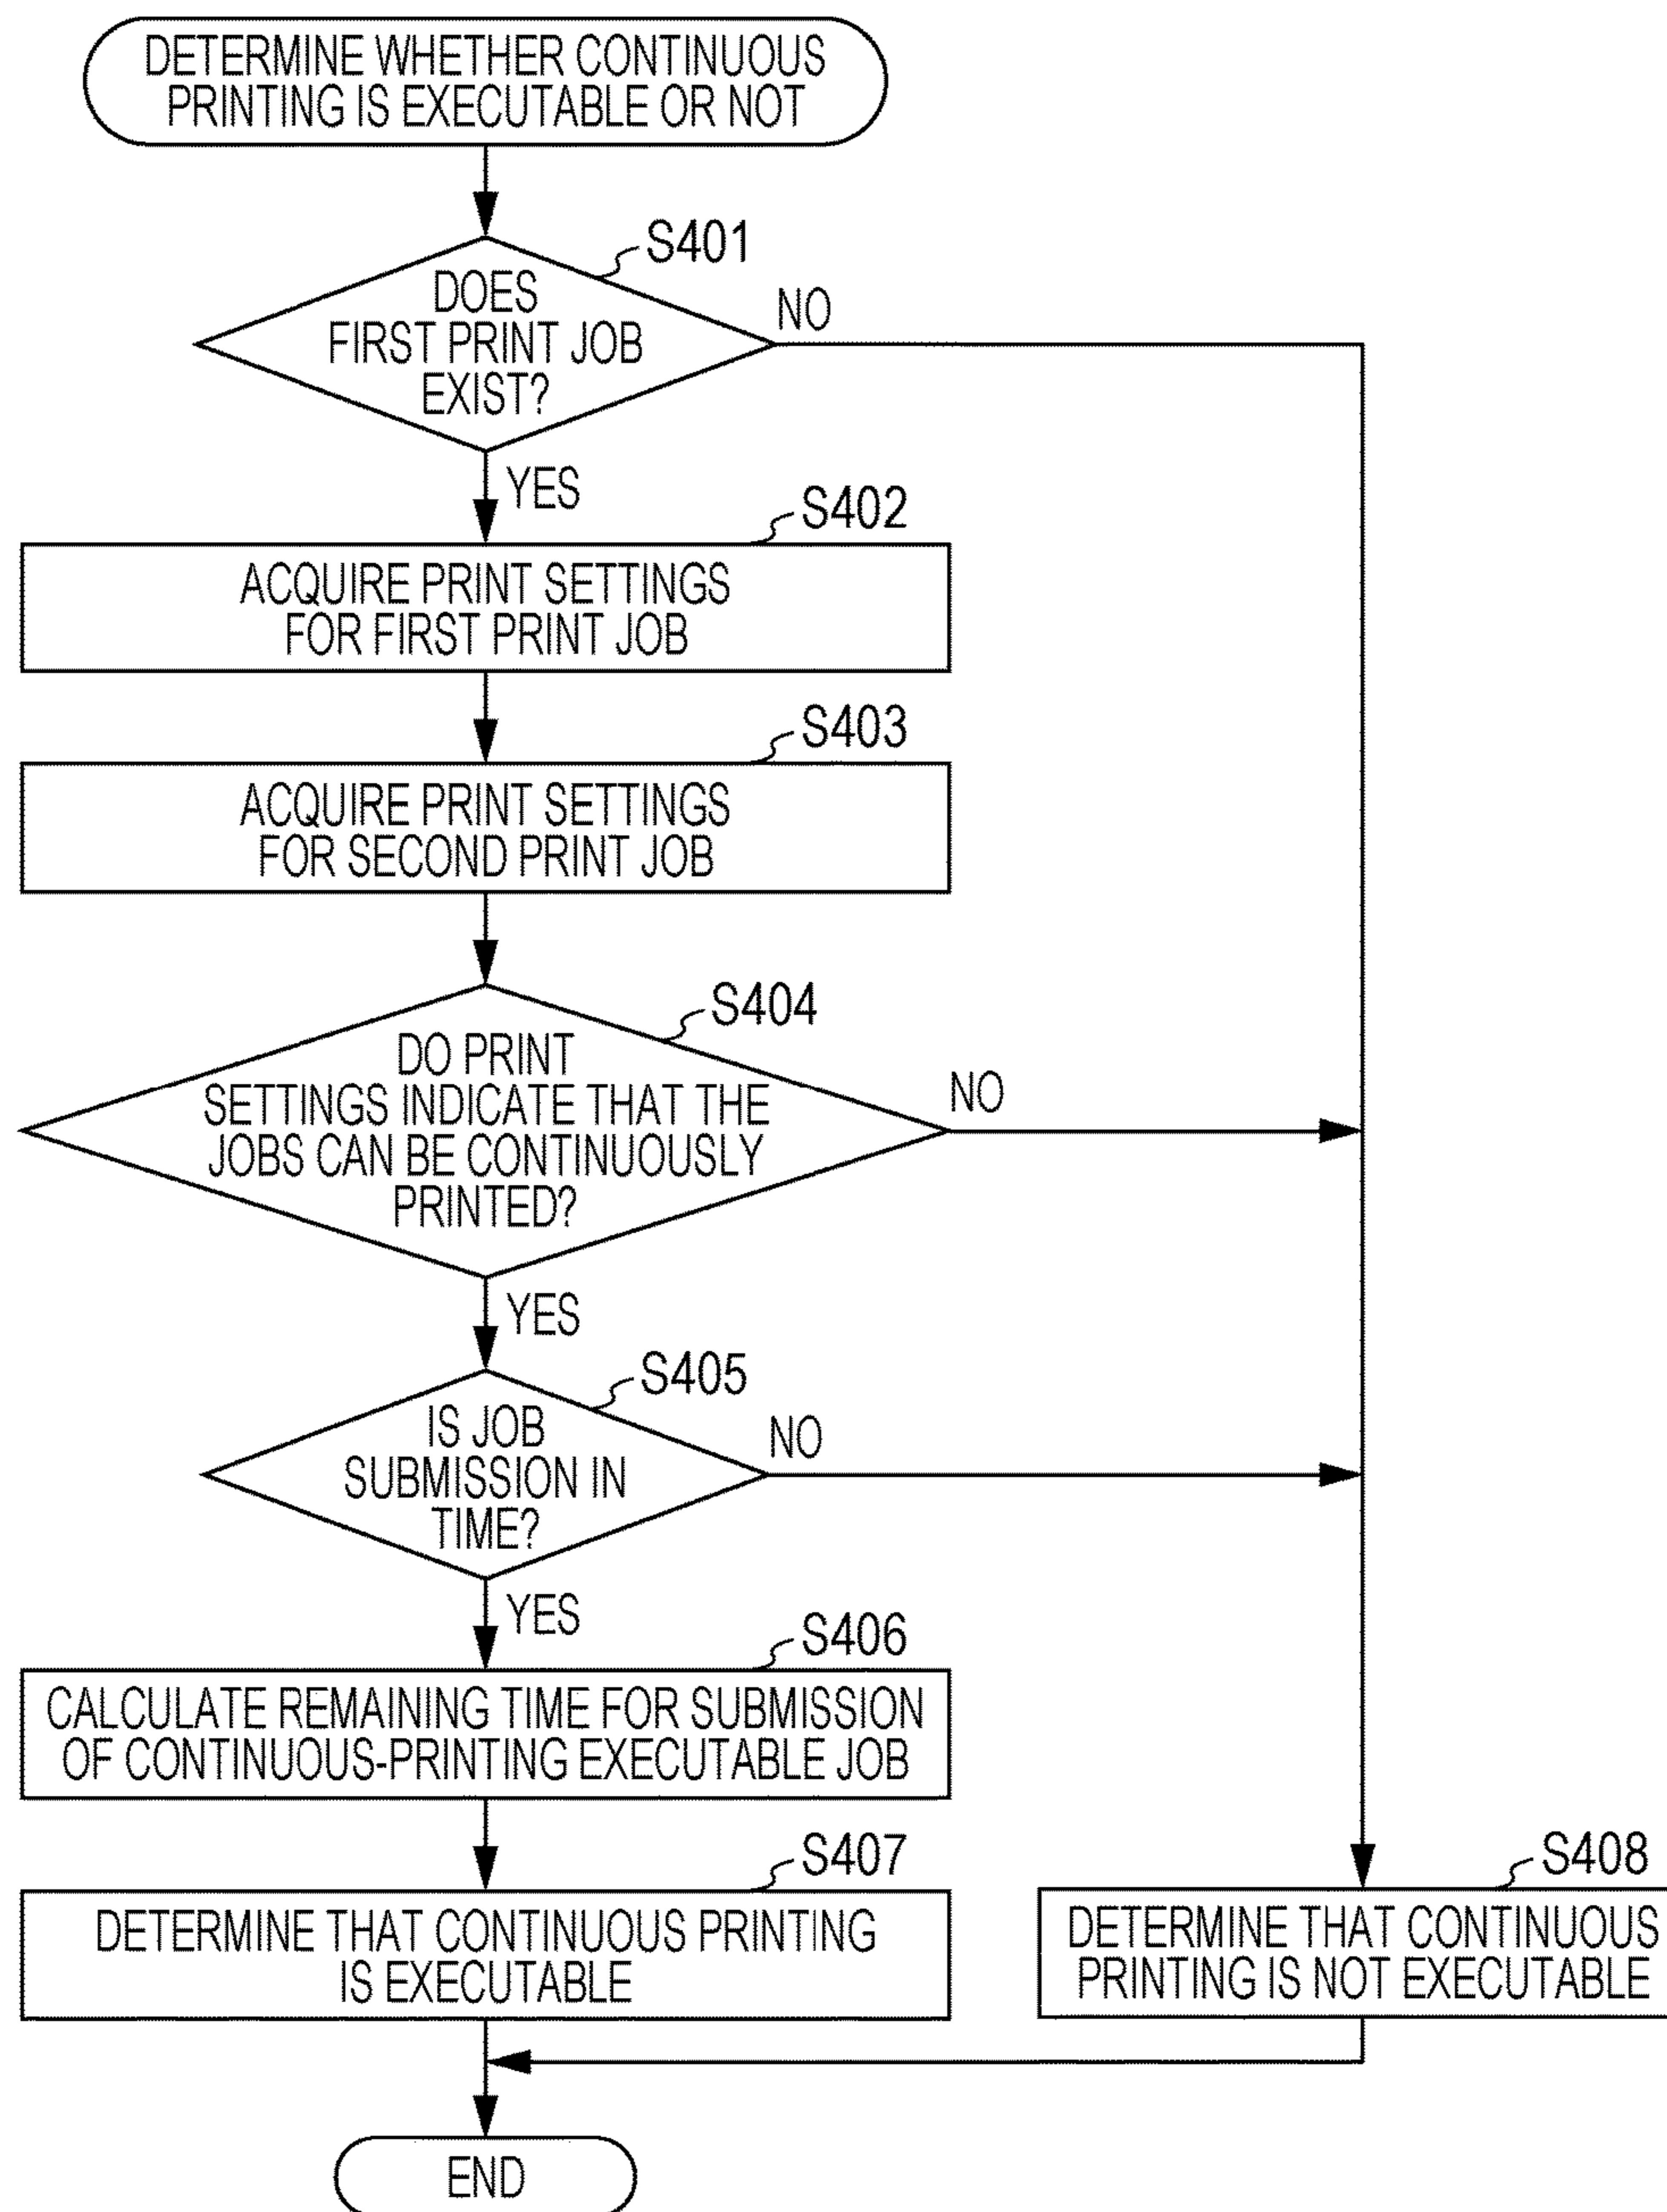 DETERMINE WHETHER CONTINUOUS
PRINTING IS EXECUTABLE OR NOT
S401
DOES
FIRST PRINT JOB
EXIST?
NO
YES
S402
ACQUIRE PRINT SETTINGS
FOR FIRST PRINT JOB
S403
ACQUIRE PRINT SETTINGS
FOR SECOND PRINT JOB
S404
DO PRINT
SETTINGS INDICATE THAT THE
JOBS CAN BE CONTINUOUSLY
PRINTED?
NO
YES
S405
IS JOB
SUBMISSION IN
TIME?
NO
YES
S406
CALCULATE REMAINING TIME FOR SUBMISSION
OF CONTINUOUS-PRINTING EXECUTABLE JOB
S407
DETERMINE THAT CONTINUOUS PRINTING
IS EXECUTABLE
S408
DETERMINE THAT CONTINUOUS
PRINTING IS NOT EXECUTABLE
END